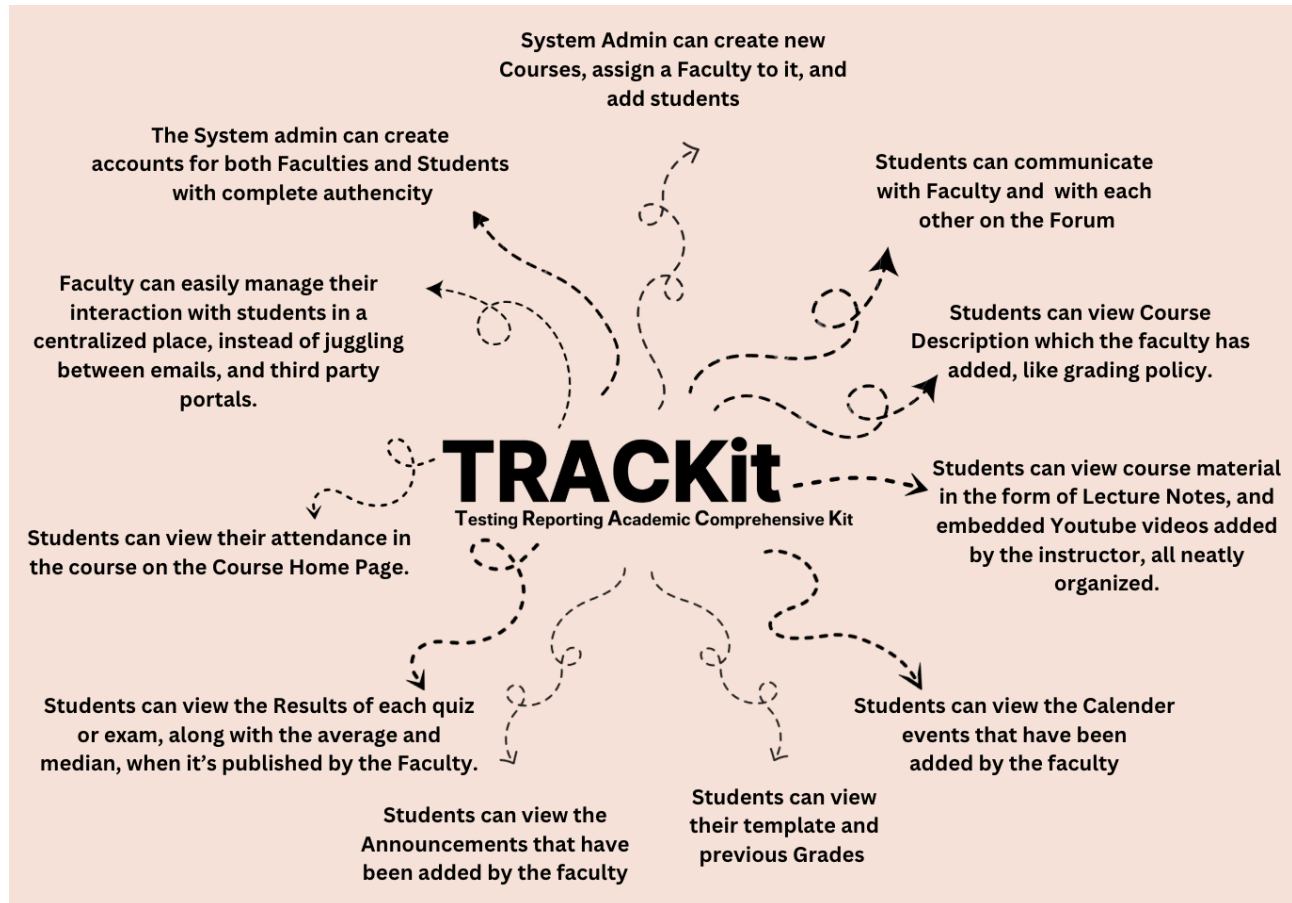 System Admin can create new
Courses, assign a Faculty to it, and
add students
The System admin can create
accounts for both Faculties and Students
with complete authencity
Students can communicate
with Faculty and with each
other on the Forum
Faculty can easily manage their
interaction with students in a
centralized place, instead of juggling
between emails, and third party
portals.
Students can view Course
Description which the faculty has
added, like grading policy.
TRACKit
Testing Reporting Academic Comprehensive Kit
Students can view course material
in the form of Lecture Notes, and
embedded Youtube videos added
by the instructor, all neatly
organized.
Students can view their attendance in
the course on the Course Home Page.
Students can view the Results of each quiz
or exam, along with the average and
median, when it's published by the Faculty.
Students can view the Calender
events that have been
added by the faculty
Students can view the
Announcements that have
been added by the faculty
Students can view
their template and
previous Grades